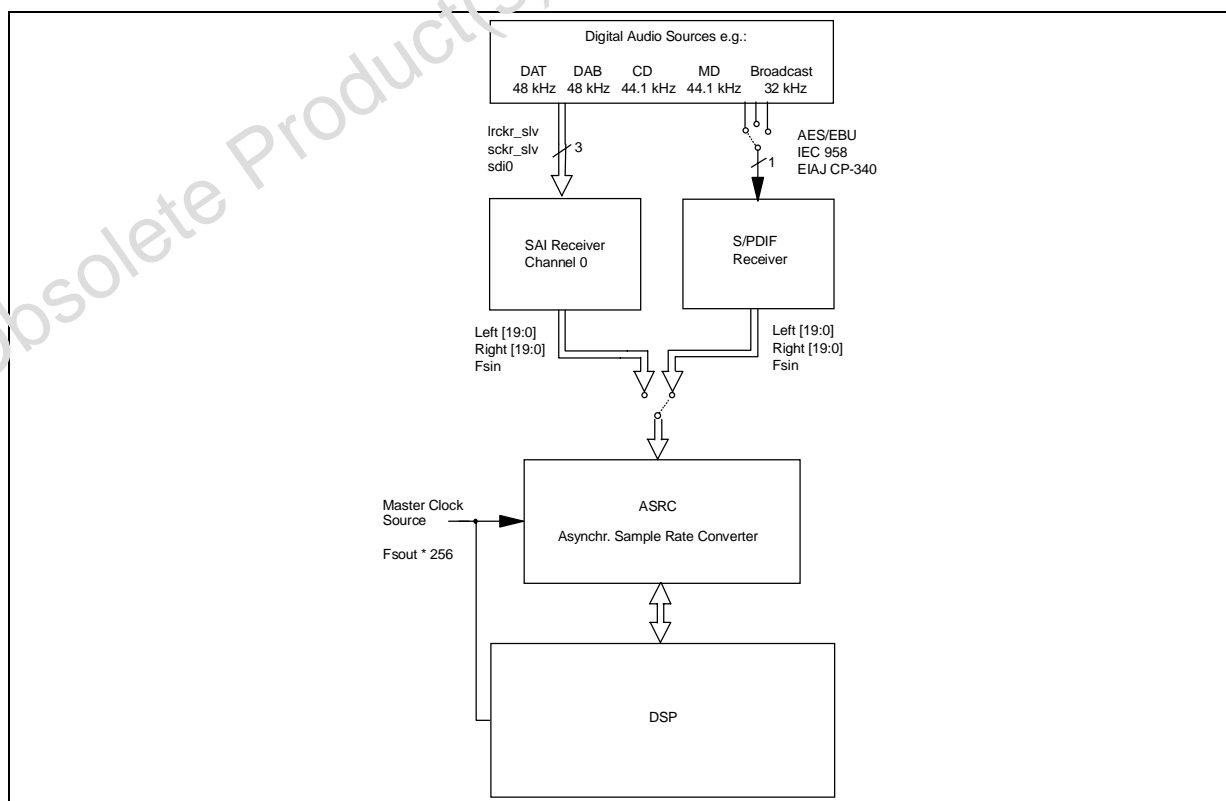 Obsolete Product(s)
Digital Audio Sources e.g.:
DAT DAB CD MD Broadcast
48 kHz 48 kHz 44.1 kHz 44.1 kHz 32 kHz
lrckr_slv
sckr_slv
sdi0
3
AES/EBU
IEC 958
EIAJ CP-340
1
SAI Receiver
Channel 0
S/PDIF
Receiver
Left [19:0]
Right [19:0]
Fsin
Left [19:0]
Right [19:0]
Fsin
Master Clock
Source
Fsout * 256
ASRC
Asynchr. Sample Rate Converter
DSP